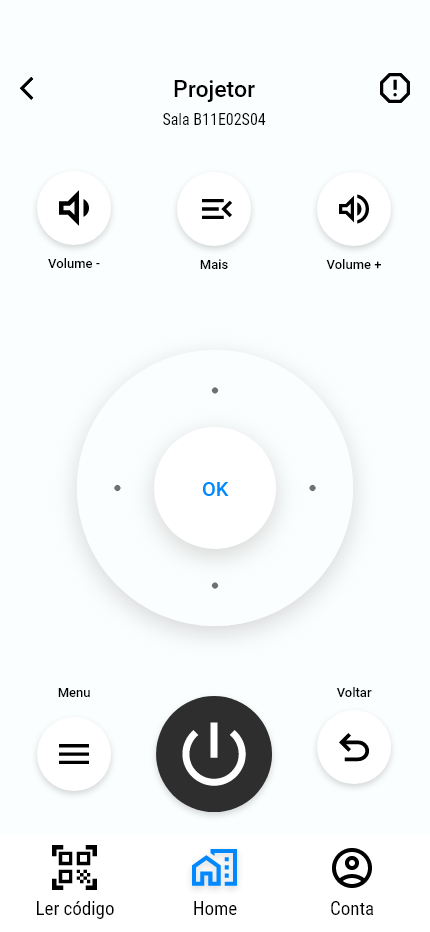 Projetor
Sala B11E02S04
Volume -
Mais
Volume +
OK
Menu
Voltar
Ler código
Home
Conta